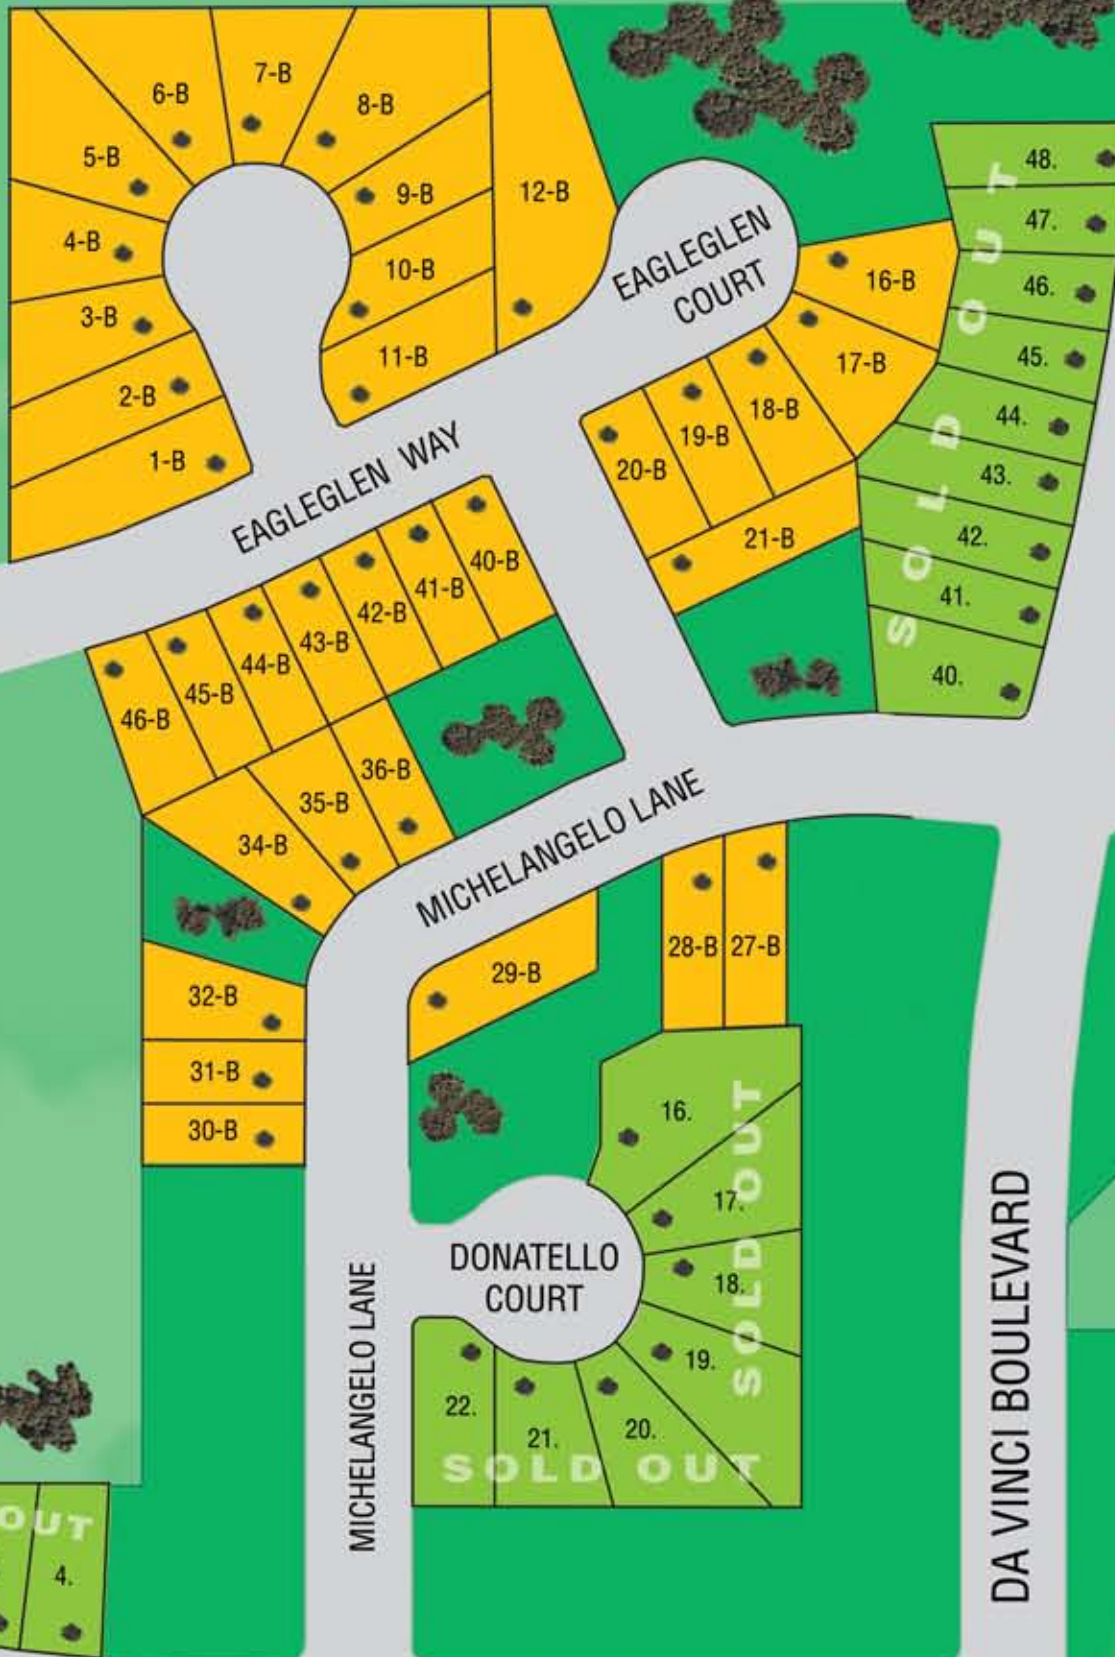 7-B
6-B
8-B
5-B
48.
9-B
12-B
47.
4-B
EAGLEGLEN
COURT
10-B
16-B
46.
3-B
11-B
45.
17-B
2-B
18-B
44.
19-B
1-B
20-B
43.
EAGLEGLEN WAY
21-B
42.
SOLD OUT
40-B
41-B
42-B
41.
43-B
44-B
45-B
46-B
40.
36-B
35-B
34-B
MICHELANGELO LANE
28-B
27-B
29-B
32-B
31-B
30-B
16.
17.
SOLD OUT
18.
DONATELLO
COURT
19.
22.
21.
20.
SOLD OUT
MICHELANGELO LANE
DA VINCI BOULEVARD
OUT
4.